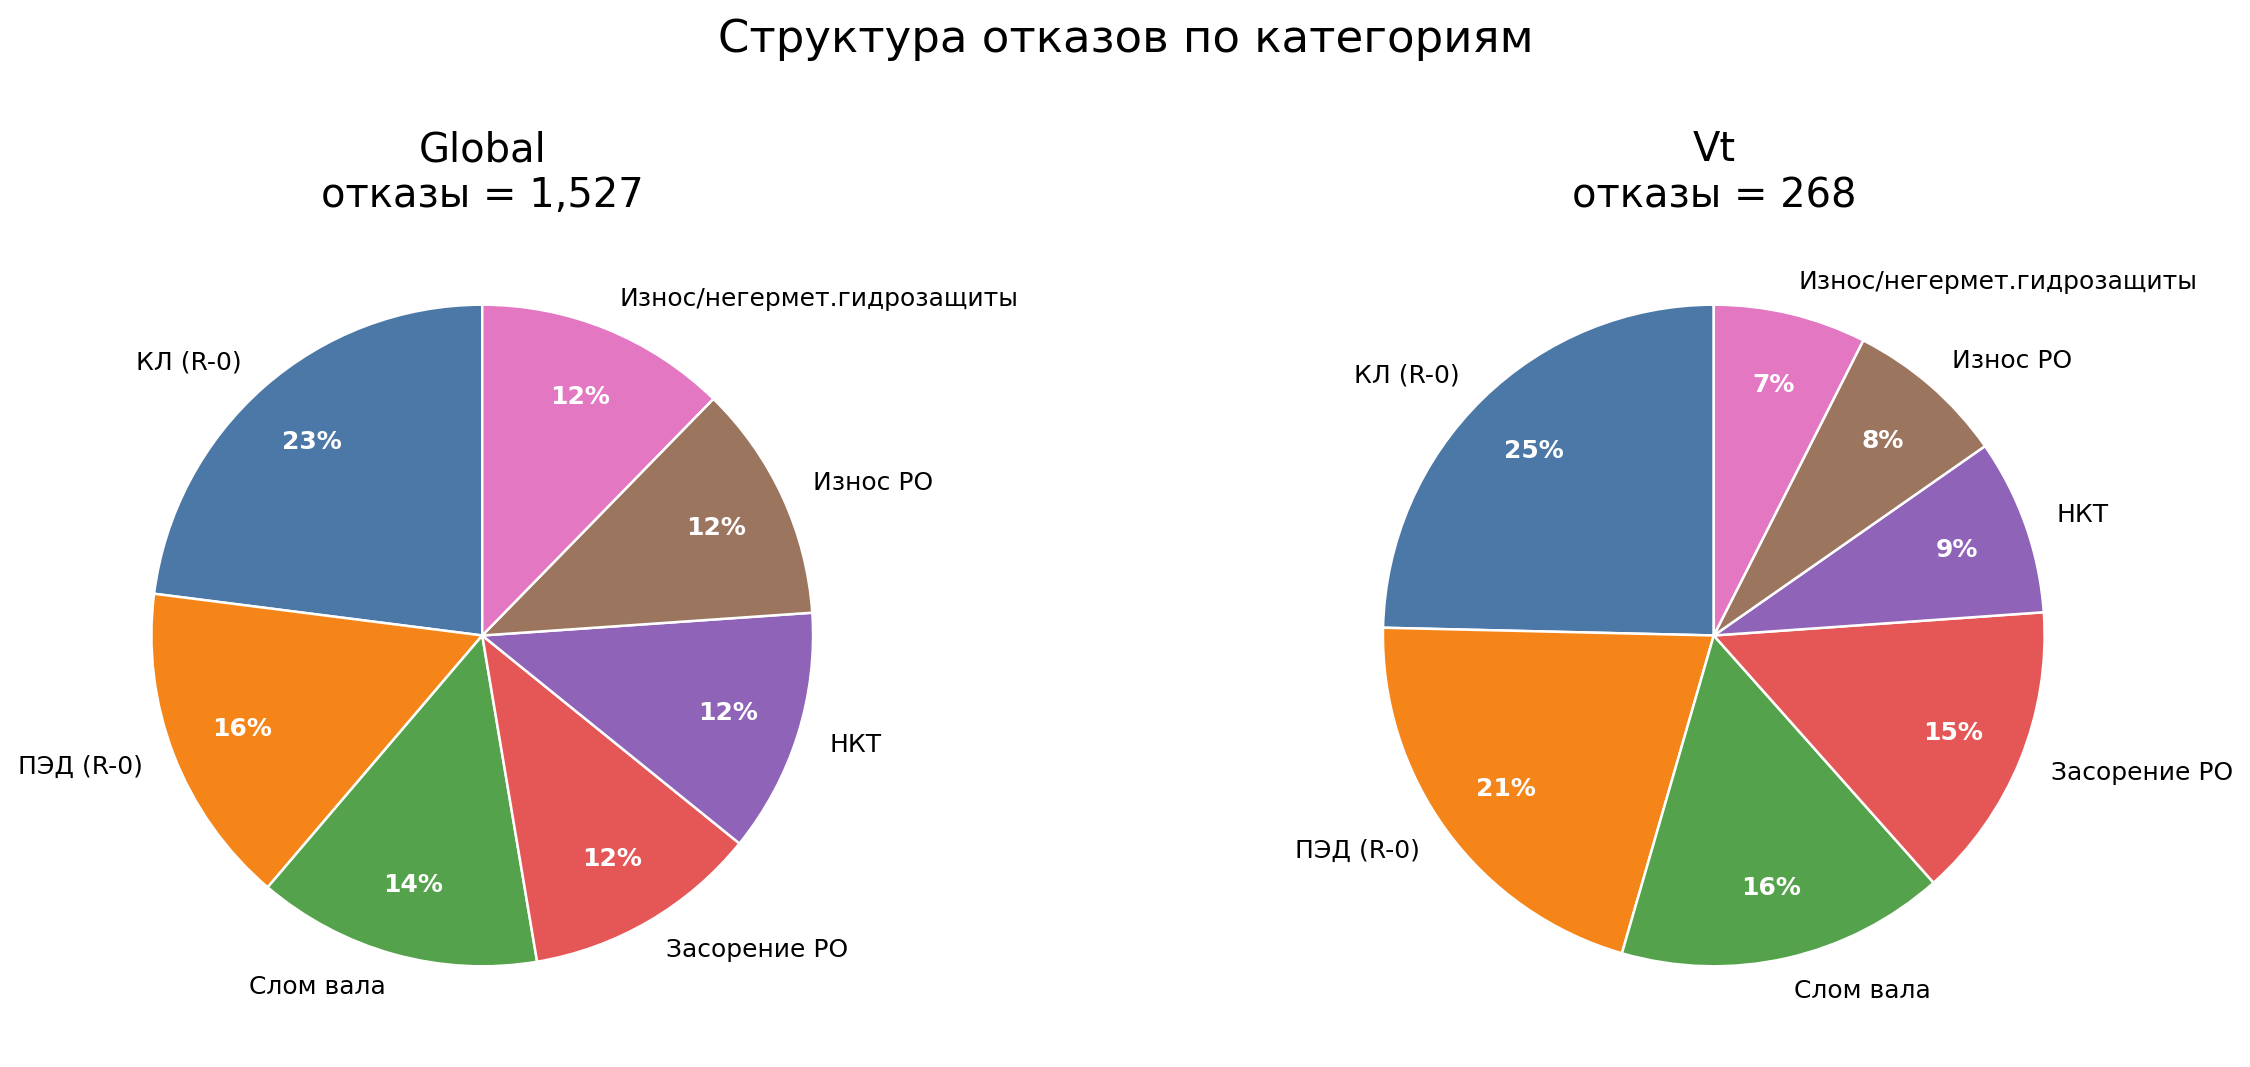 Структура отказов по категориям
Global
отказы = 1,527
Износ/негермет.гидрозащиты
КЛ (R-0)
12%
23%
Износ РО
12%
12%
16%
НКТ
ПЭД (R-0)
12%
14%
Засорение РО
Слом вала
Vt
отказы = 268
Износ/негермет.гидрозащиты
Износ РО
КЛ (R-0)
7%
8%
25%
НКТ
9%
15%
Засорение РО
21%
ПЭД (R-0)
16%
Слом вала